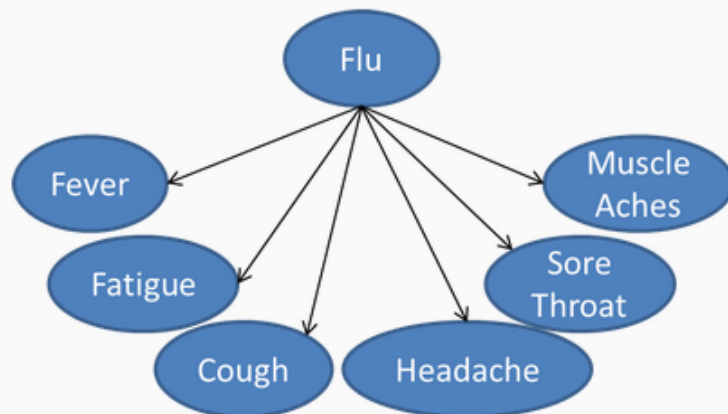 Flu
Fever
Muscle
Aches
Fatigue
Sore
Throat
Cough
Headache